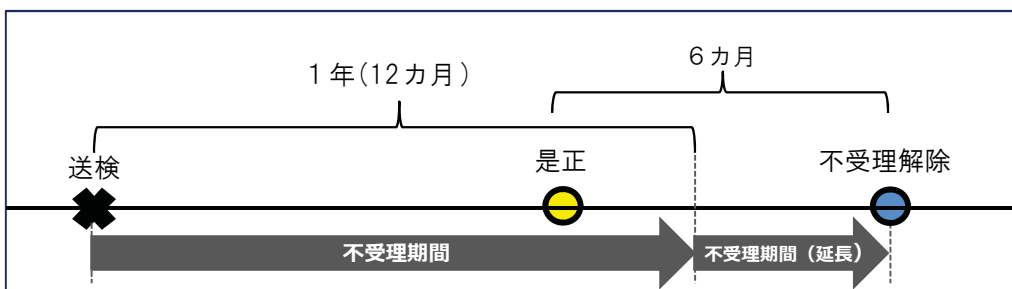 6カ月
1年(12カ月)
送検
是正
不受理解除
不受理期間
不受理期間（延長）